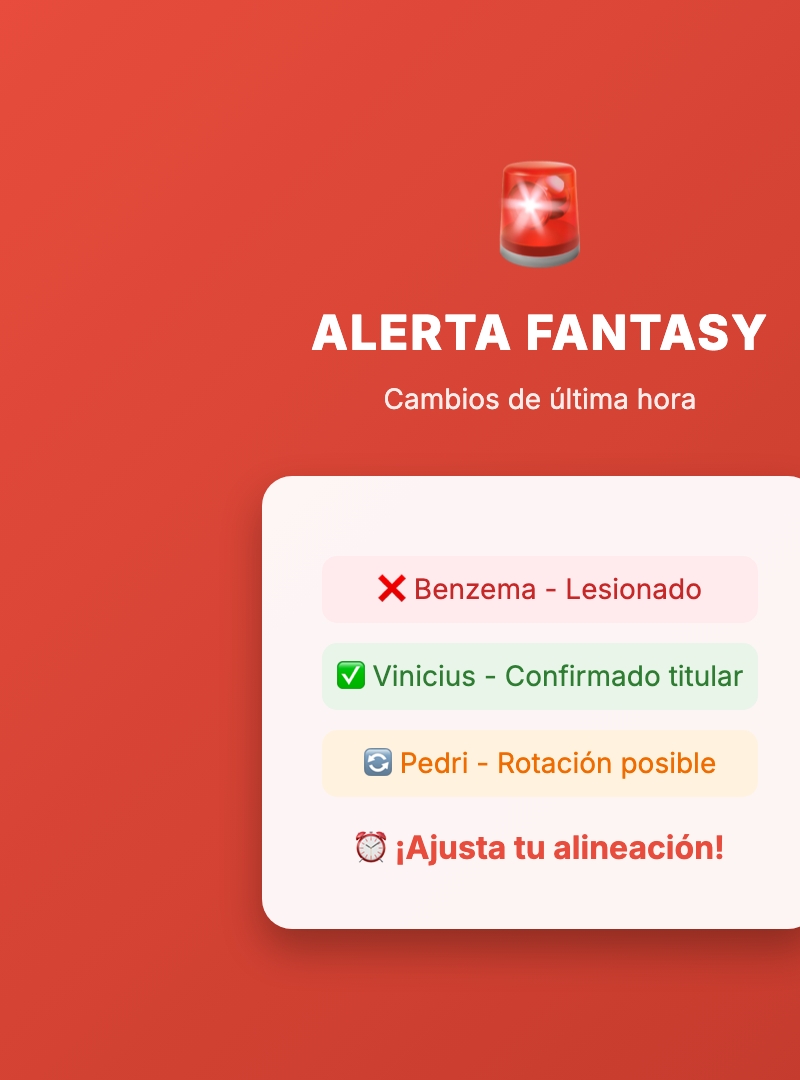 ALERTA FANTASY
Cambios de última hora
❌ Benzema - Lesionado
✅ Vinicius - Confirmado titular
🔄 Pedri - Rotación posible
⏰ ¡Ajusta tu alineación!